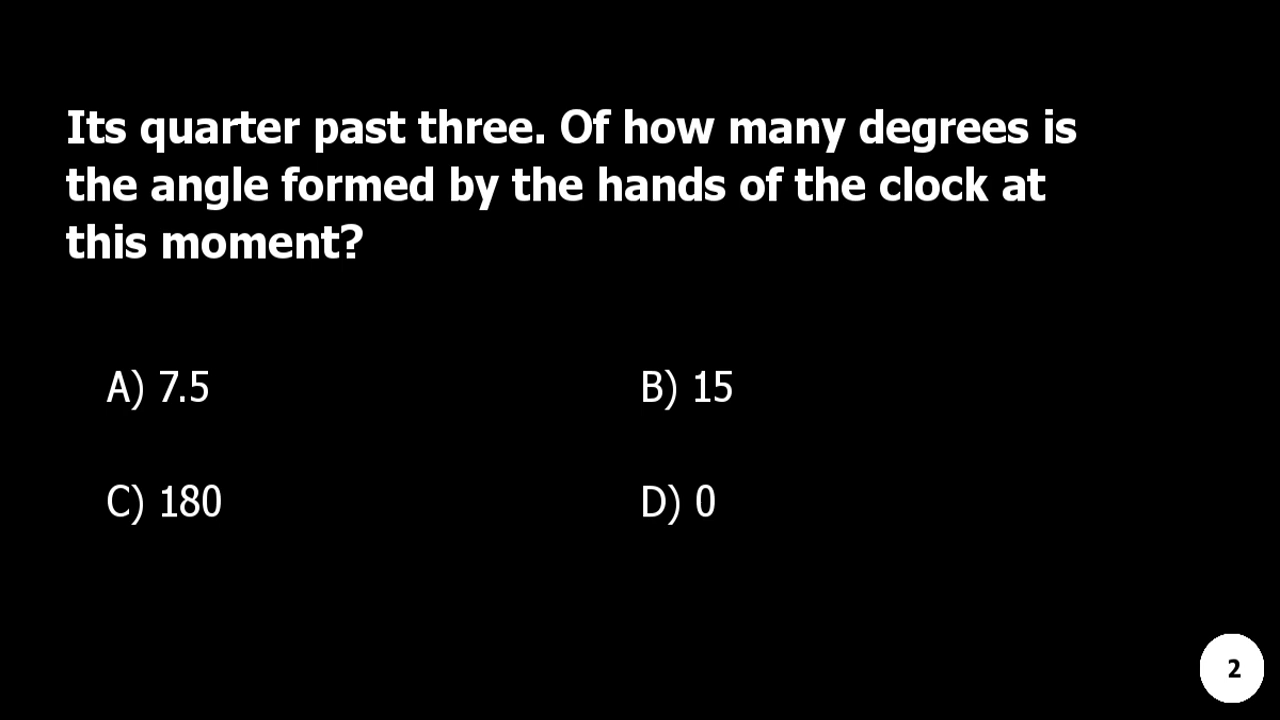 Its quarter past three. Of how many degrees is
the angle formed by the hands of the clock at
this moment?
A) 7.5
B) 15
C) 180
D) 0
2